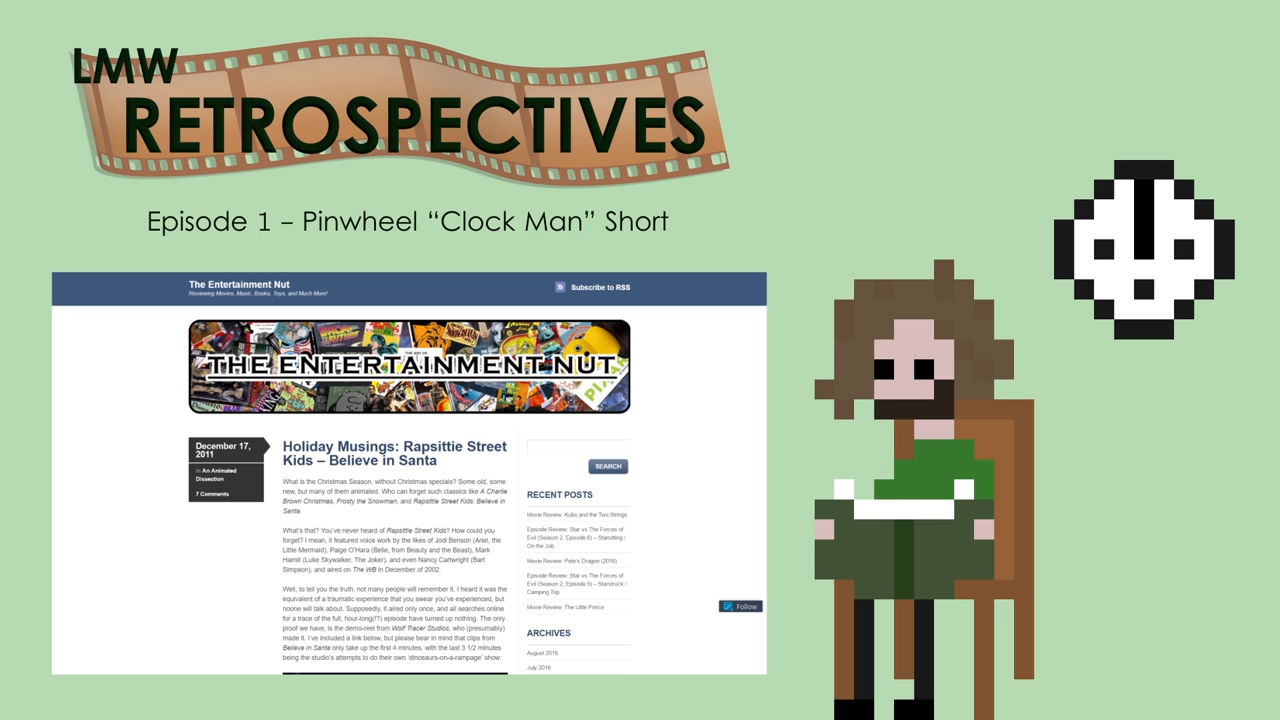 LMW
RETROSPECTIVES
Episode 1 – Pinwheel “Clock Man” Short
The Entertainment Nut
Reviewing Movies, Music, Books, Toys, and Much More!
Subscribe to RSS
THE ENTERTAINMENT NUT
December 17,
2011
in An Animated
Dissection
7 Comments
Holiday Musings: Rapsittie Street
Kids – Believe in Santa
What is the Christmas Season, without Christmas specials? Some old, some
new, but many of them animated. Who can forget such classics like A Charlie
Brown Christmas, Frosty the Snowman, and Rapsittie Street Kids: Believe in
Santa.
What's that? You've never heard of Rapsittie Street Kids? How could you
forget? I mean, it featured voice work by the likes of Jodi Benson (Ariel, the
Little Mermaid), Paige O'Hara (Belle, from Beauty and the Beast), Mark
Hamill (Luke Skywalker, The Joker), and even Nancy Cartwright (Bart
Simpson), and aired on The WB in December of 2002.
Well, to tell you the truth, not many people will remember it. I heard it was the
equivalent of a traumatic experience that you swear you've experienced, but
noone will talk about. Supposedly, it aired only once, and all searches online
for a trace of the full, hour-long(!?) episode have turned up nothing. The only
proof we have, is the demo-reel from Wolf Tracer Studios, who (presumably)
made it. I've included a link below, but please bear in mind that clips from
Believe in Santa only take up the first 4 minutes, with the last 3 1/2 minutes
being the studio's attempts to do their own 'dinosaurs-on-a-rampage' show:
SEARCH
RECENT POSTS
Movie Review: Kubo and the Two Strings
Episode Review: Star vs The Forces of
Evil (Season 2, Episode 6) – Starsitting /
On the Job
Movie Review: Pete's Dragon (2016)
Episode Review: Star vs The Forces of
Evil (Season 2, Episode 5) – Starstruck /
Camping Trip
Movie Review: The Little Prince
Follow
ARCHIVES
August 2016
July 2016